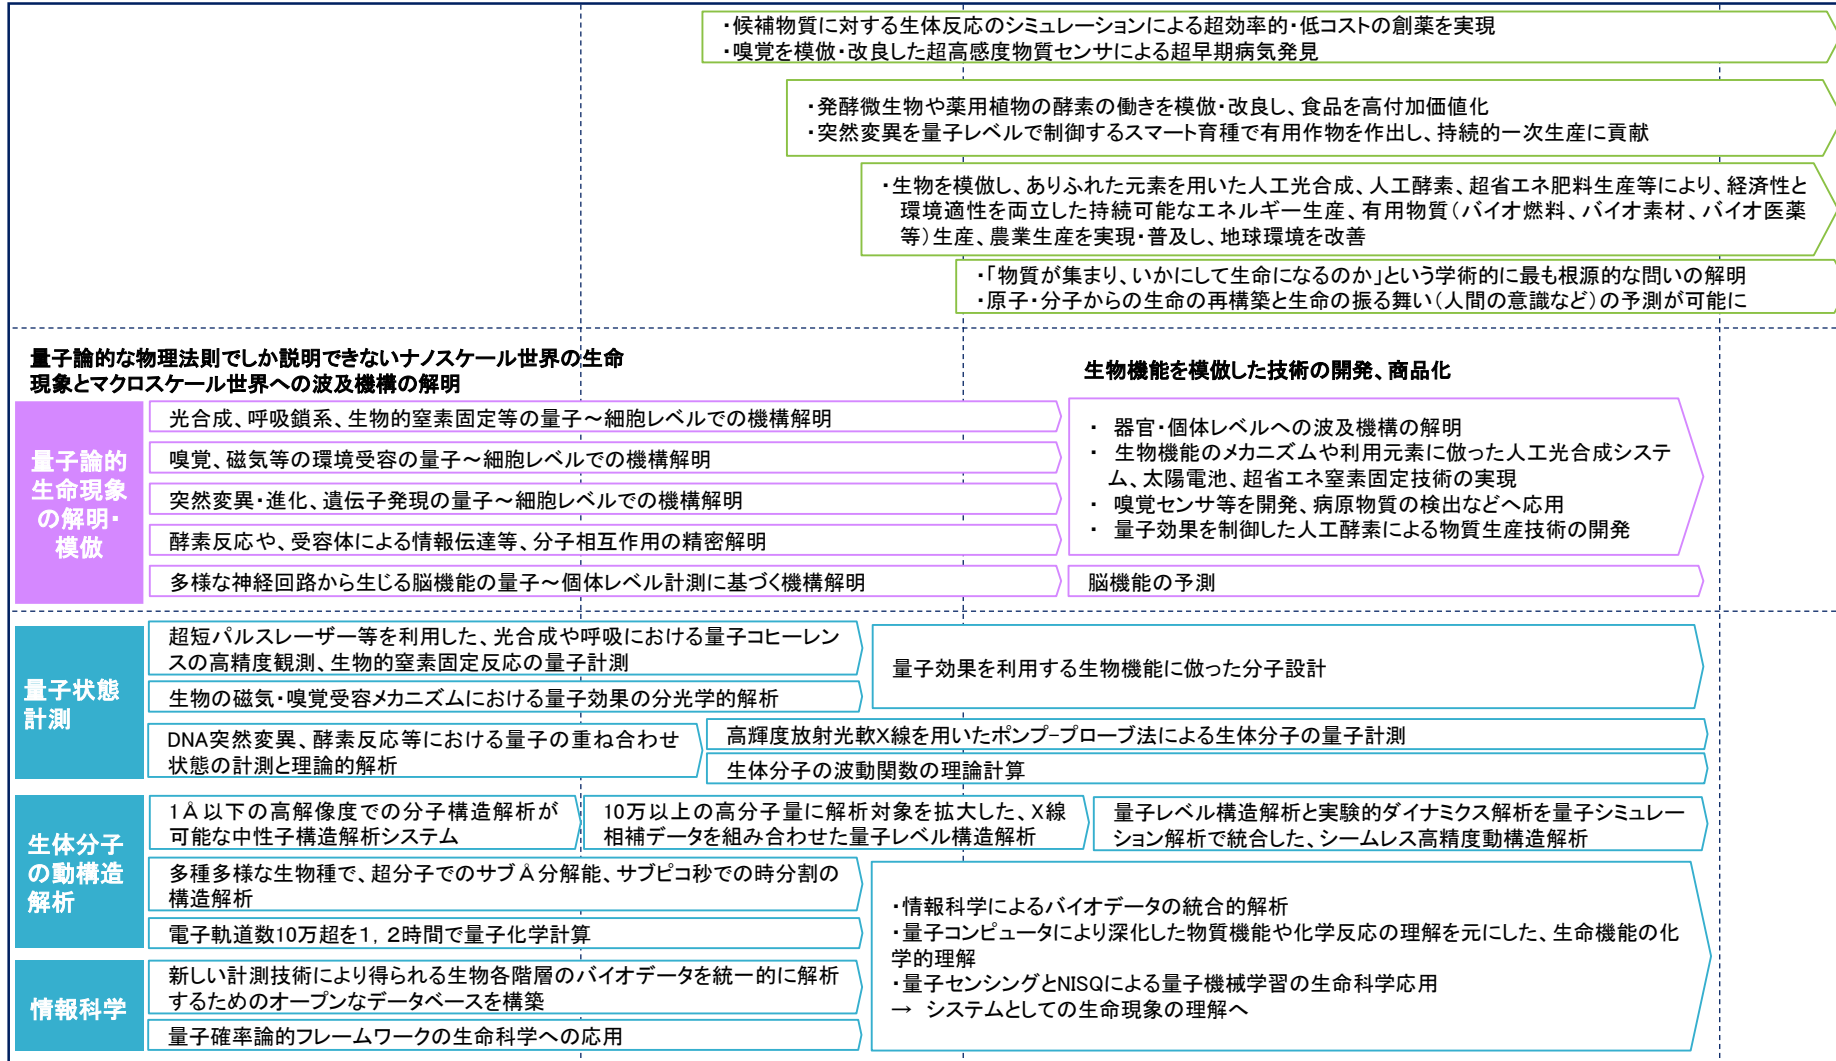 ・候補物質に対する生体反応のシミュレーションによる超効率的・低コストの創薬を実現
・嗅覚を模倣・改良した超高感度物質センサによる超早期病気発見
・発酵微生物や薬用植物の酵素の働きを模倣・改良し、食品を高付加価値化
・突然変異を量子レベルで制御するスマート育種で有用作物を作出し、持続的一次生産に貢献
・生物を模倣し、ありふれた元素を用いた人工光合成、人工酵素、超省エネ肥料生産等により、経済性と
環境適性を両立した持続可能なエネルギー生産、有用物質（バイオ燃料、バイオ素材、バイオ医薬
等）生産、農業生産を実現・普及し、地球環境を改善
・「物質が集まり、いかにして生命になるのか」という学術的に最も根源的な問いの解明
・原子・分子からの生命の再構築と生命の振る舞い（人間の意識など）の予測が可能に
量子論的な物理法則でしか説明できないナノスケール世界の生命
現象とマクロスケール世界への波及機構の解明
生物機能を模倣した技術の開発、商品化
量子論的
生命現象
の解明・
模倣
光合成、呼吸鎖系、生物的窒素固定等の量子～細胞レベルでの機構解明
嗅覚、磁気等の環境受容の量子～細胞レベルでの機構解明
突然変異・進化、遺伝子発現の量子～細胞レベルでの機構解明
酵素反応や、受容体による情報伝達等、分子相互作用の精密解明
多様な神経回路から生じる脳機能の量子～個体レベル計測に基づく機構解明
・ 器官・個体レベルへの波及機構の解明
・ 生物機能のメカニズムや利用元素に倣った人工光合成システ
ム、太陽電池、超省エネ窒素固定技術の実現
・ 嗅覚センサ等を開発、病原物質の検出などへ応用
・ 量子効果を制御した人工酵素による物質生産技術の開発
脳機能の予測
量子状態
計測
超短パルスレーザー等を利用した、光合成や呼吸における量子コヒーレン
スの高精度観測、生物的窒素固定反応の量子計測
生物の磁気・嗅覚受容メカニズムにおける量子効果の分光学的解析
DNA突然変異、酵素反応等における量子の重ね合わせ
状態の計測と理論的解析
量子効果を利用する生物機能に倣った分子設計
高輝度放射光軟X線を用いたポンプ−プローブ法による生体分子の量子計測
生体分子の波動関数の理論計算
生体分子
の動構造
解析
1Å以下の高解像度での分子構造解析が
可能な中性子構造解析システム
10万以上の高分子量に解析対象を拡大した、X線
相補データを組み合わせた量子レベル構造解析
量子レベル構造解析と実験的ダイナミクス解析を量子シミュレー
ション解析で統合した、シームレス高精度動構造解析
多種多様な生物種で、超分子でのサブÅ分解能、サブピコ秒での時分割の
構造解析
電子軌道数10万超を1，2時間で量子化学計算
情報科学
新しい計測技術により得られる生物各階層のバイオデータを統一的に解析
するためのオープンなデータベースを構築
量子確率論的フレームワークの生命科学への応用
・情報科学によるバイオデータの統合的解析
・量子コンピュータにより深化した物質機能や化学反応の理解を元にした、生命機能の化
学的理解
・量子センシングとNISQによる量子機械学習の生命科学応用
→ システムとしての生命現象の理解へ